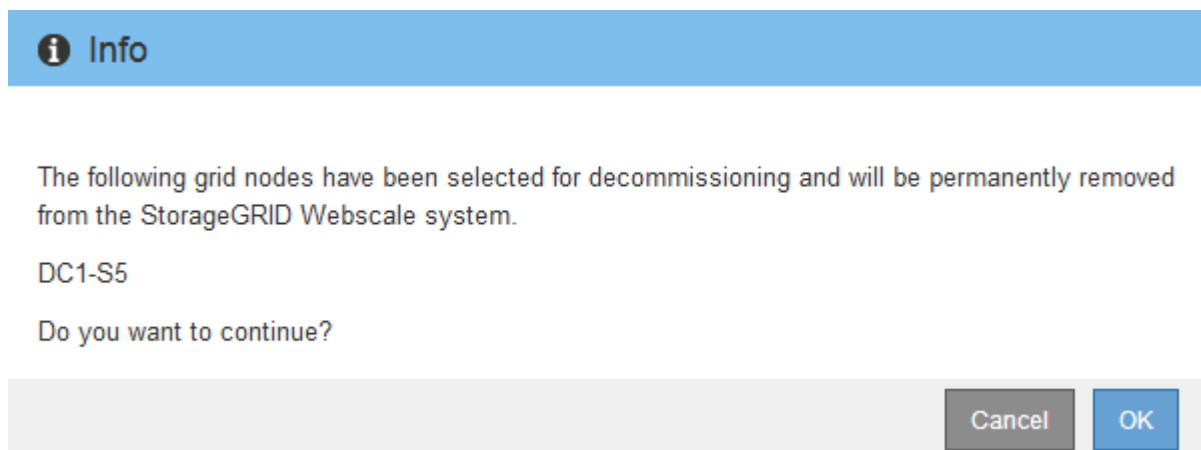 Info
The following grid nodes have been selected for decommissioning and will be permanently removed
from the StorageGRID Webscale system.
DC1-S5
Do you want to continue?
Cancel OK